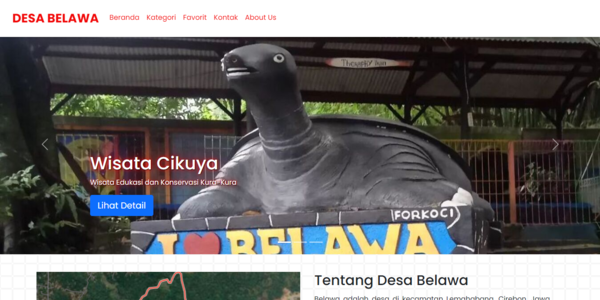 DESA BELAWA
Beranda Kategori Favorit Kontak About Us
Wisata Cikuya
Wisata Edukasi dan Konservasi Kura-Kura
Lihat Detail
FORKOCI
I BELAWA
Tentang Desa Belawa
Belawa adalah desa di kecamatan Lemahabang, Cirebon, Jawa